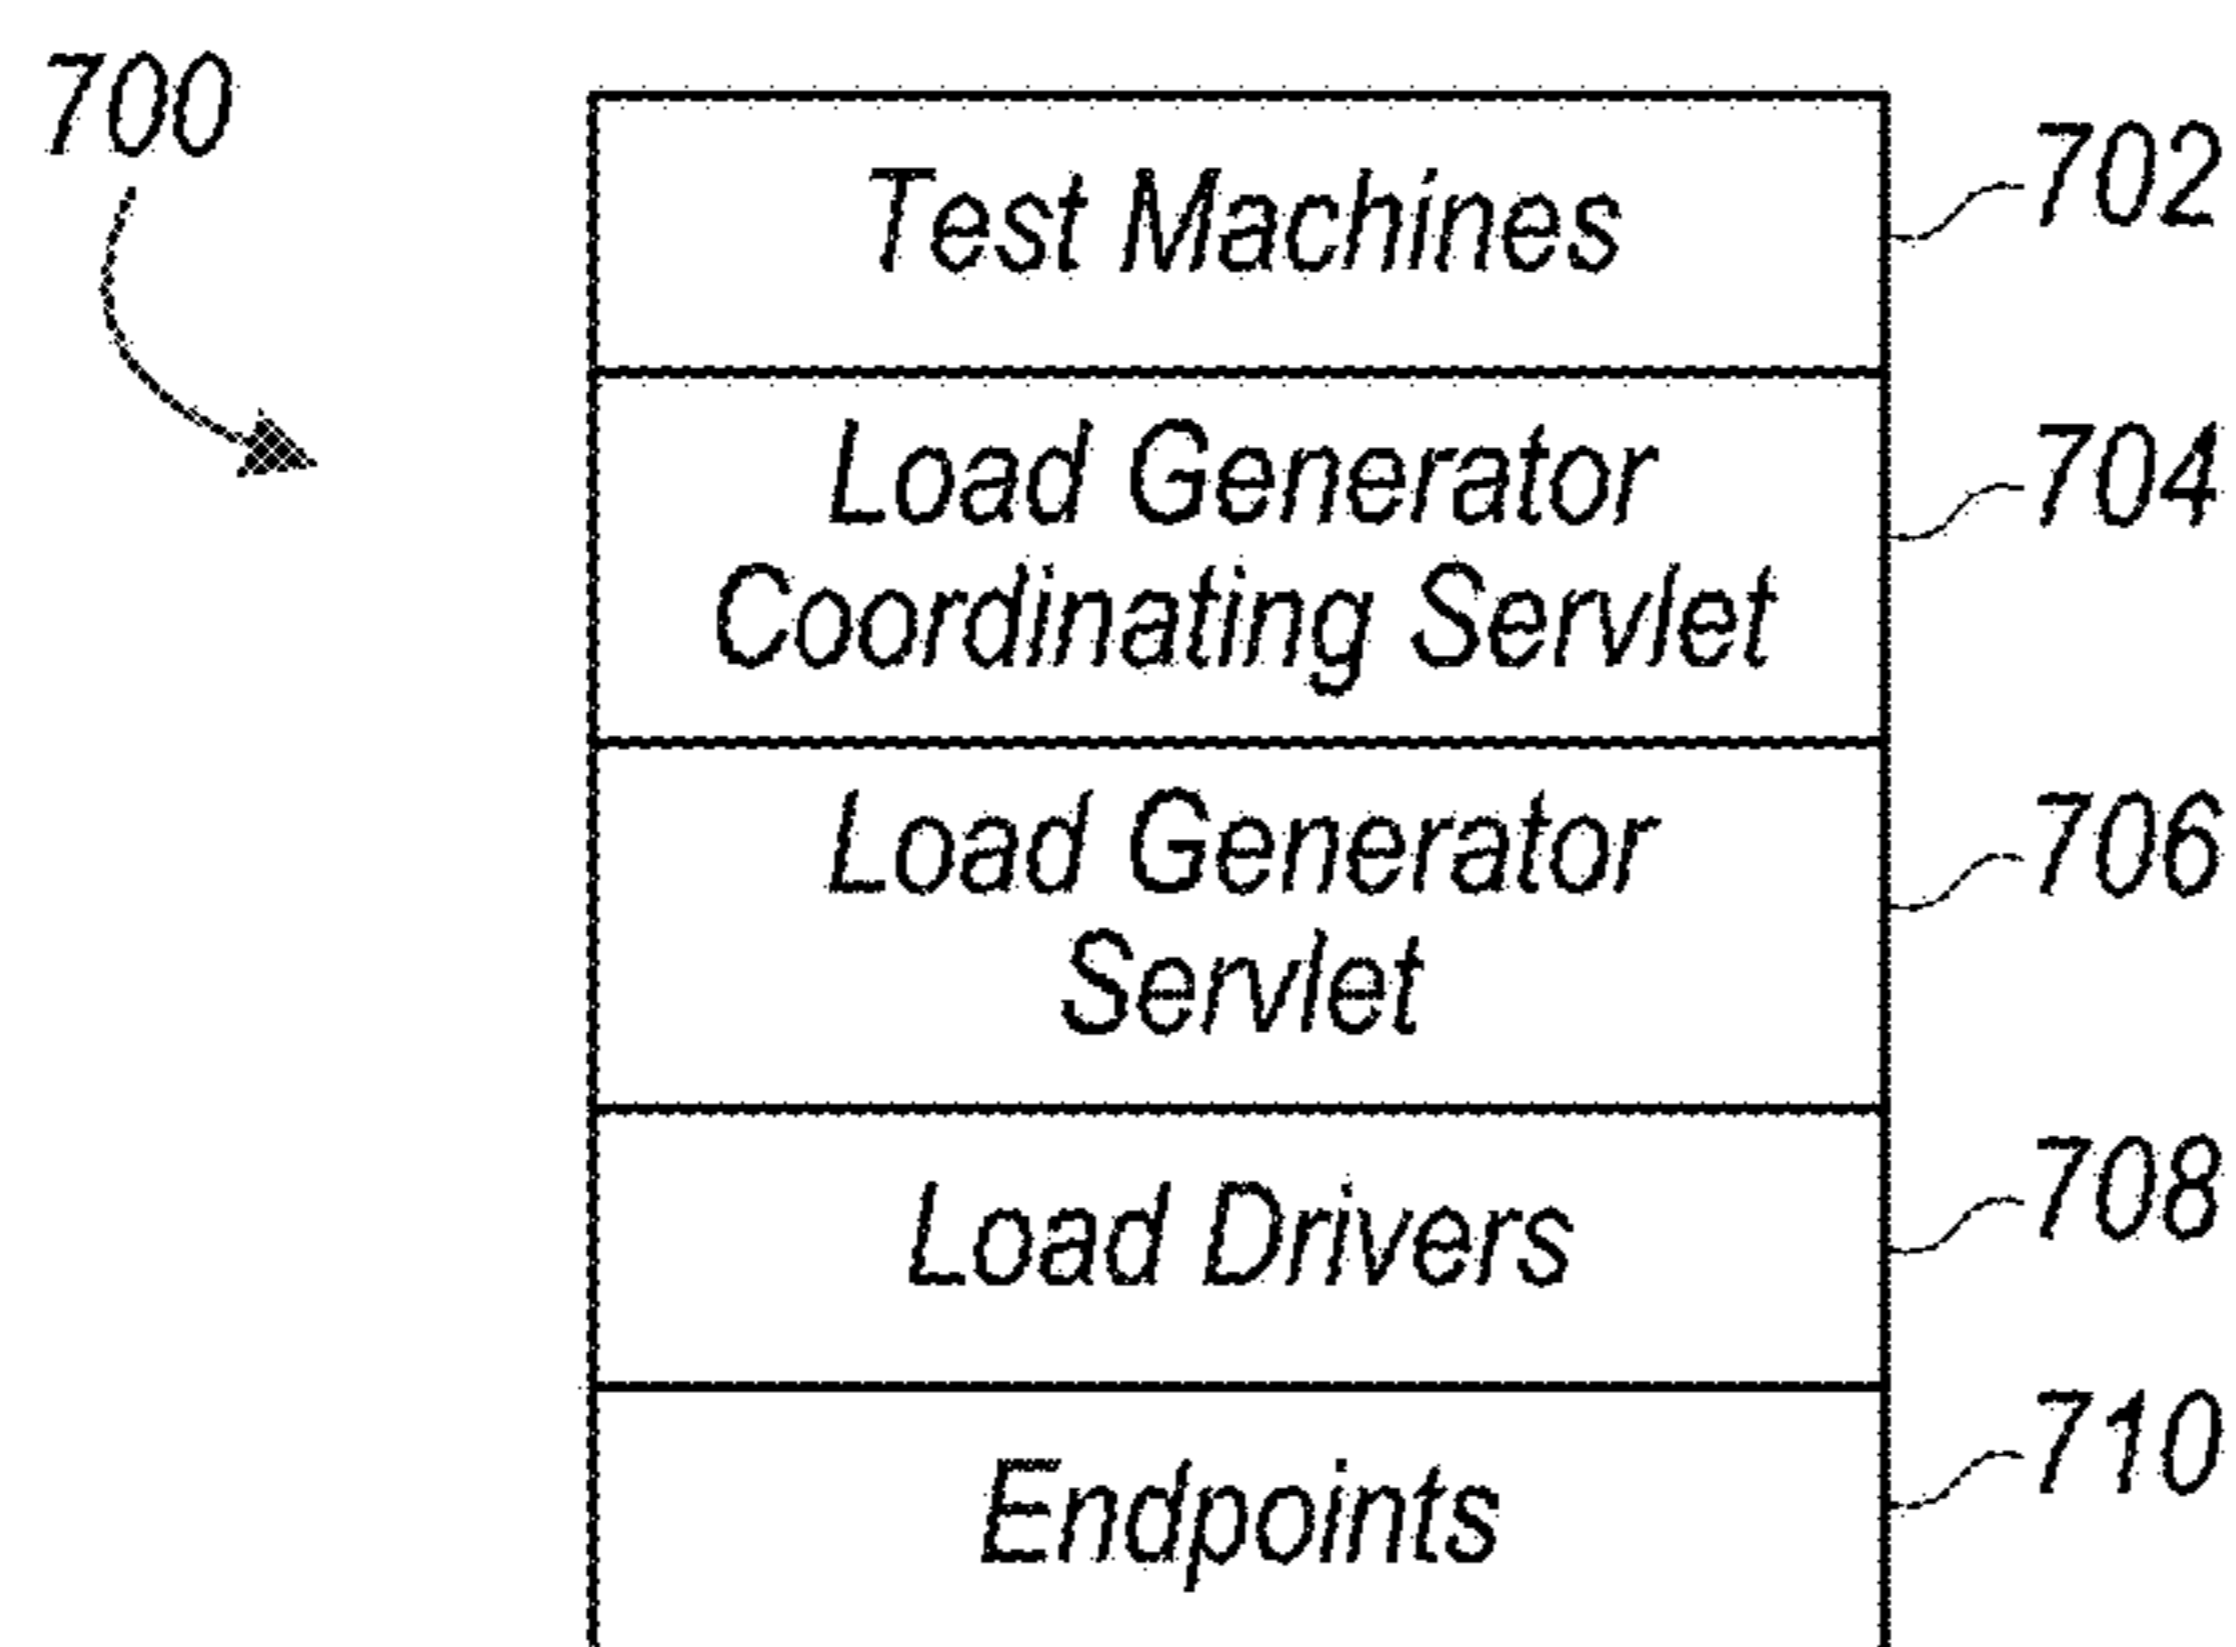 700
Test Machines
702
Load Generator
Coordinating Servlet
704
Load Generator
Servlet
706
Load Drivers
708
Endpoints
710